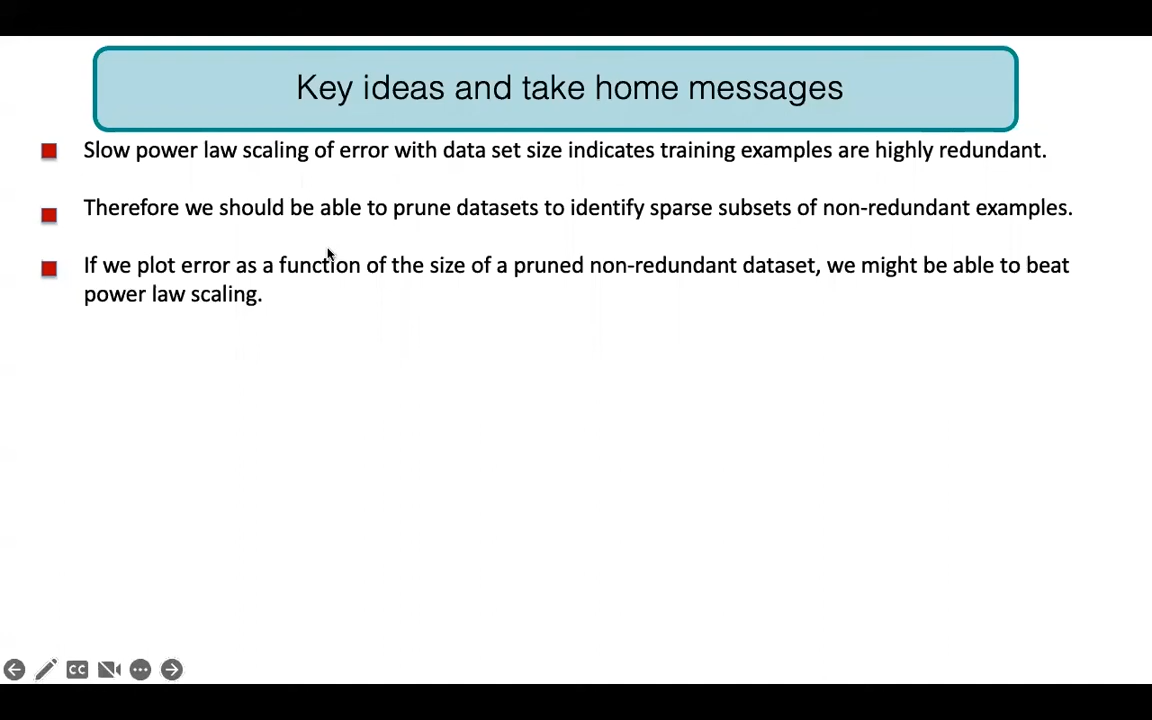 Key ideas and take home messages
Slow power law scaling of error with data set size indicates training examples are highly redundant.
Therefore we should be able to prune datasets to identify sparse subsets of non-redundant examples.
If we plot error as a function of the size of a pruned non-redundant dataset, we might be able to beat
power law scaling.
CC